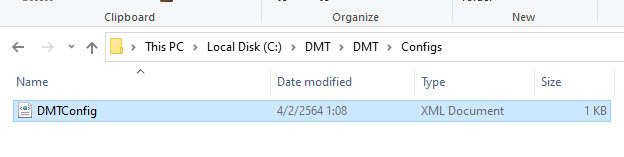 Clipboard Organize New
This PC > Local Disk (C:) > DMT > DMT > Configs
Name Date modified Type Size
DMTConfig 4/2/2564 1:08 XML Document 1 KB